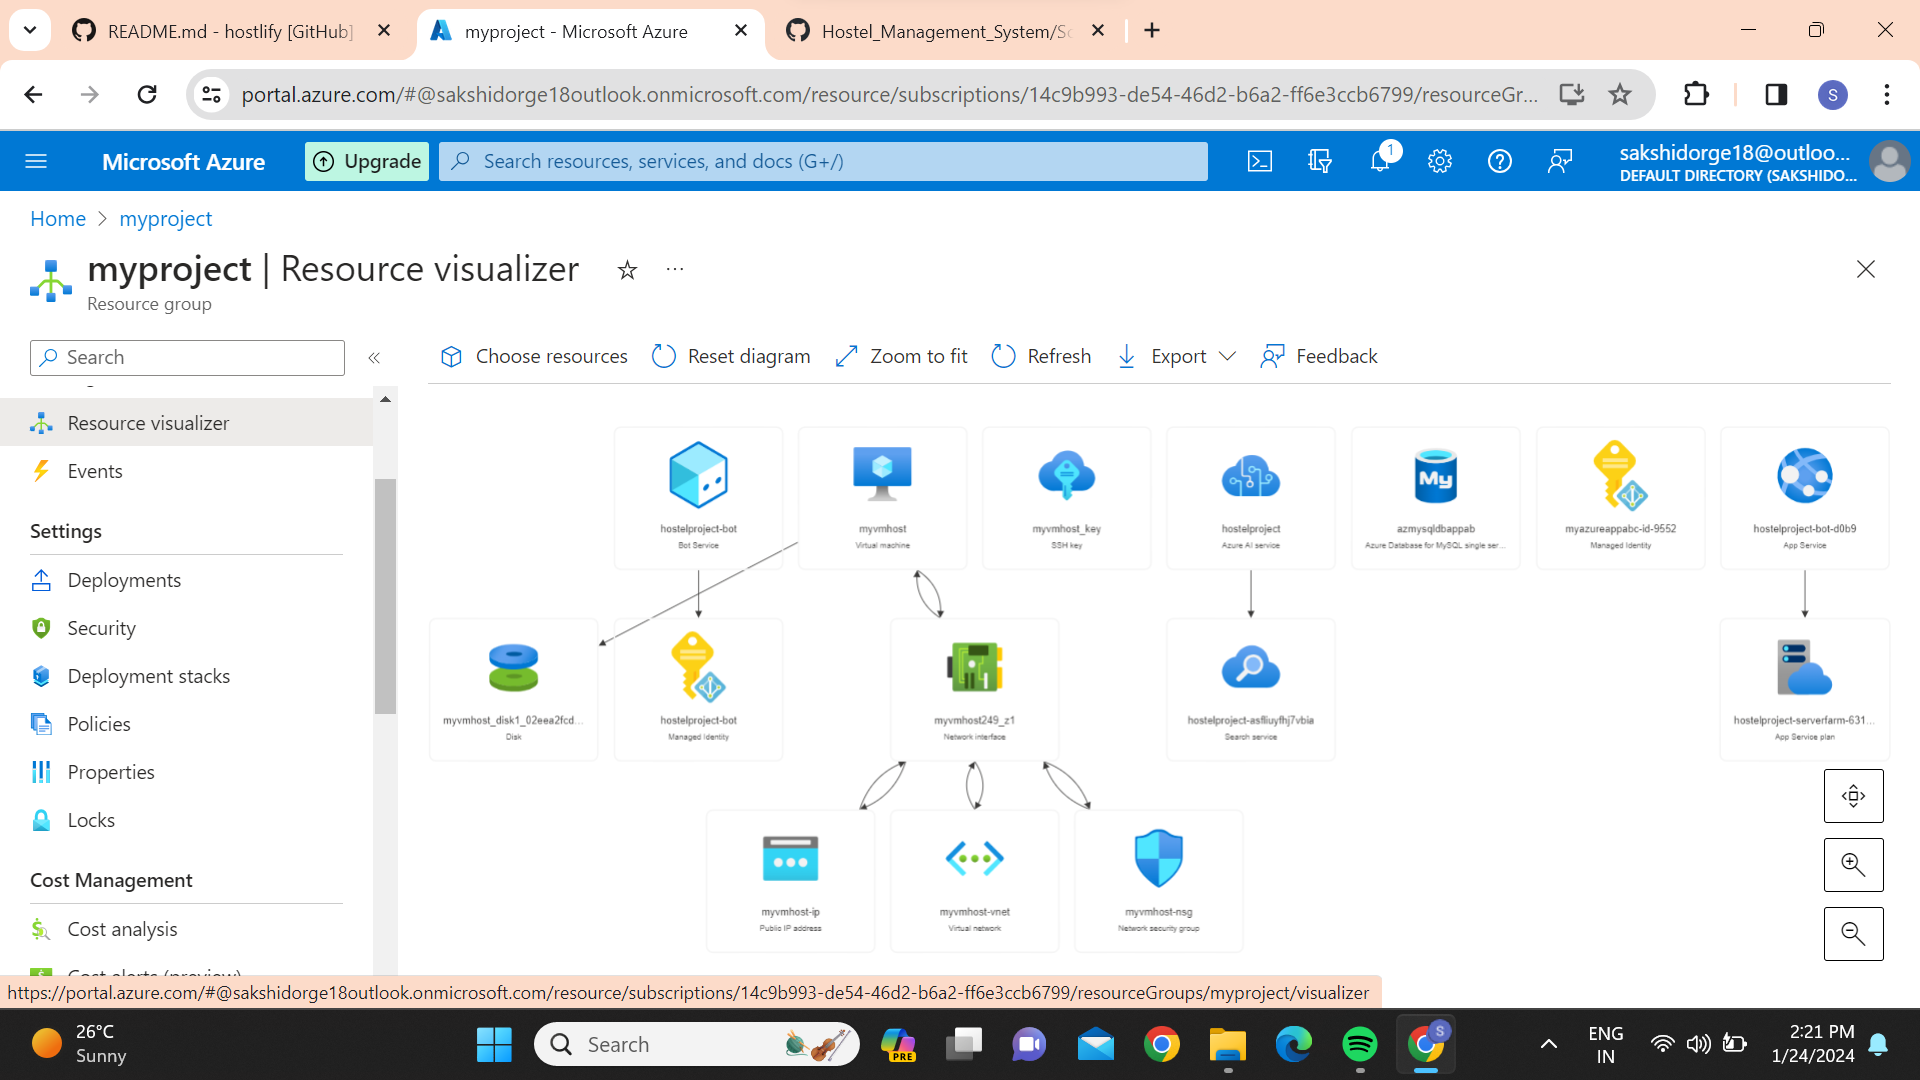 README.md - hostlify [GitHub]
myproject - Microsoft Azure
Hostel_Management_System/Sc
portal.azure.com/#@sakshidorge18outlook.onmicrosoft.com/resource/subscriptions/14c9b993-de54-46d2-b6a2-ff6e3ccb6799/resourceGr...
S
Microsoft Azure
Upgrade
Search resources, services, and docs (G+/)
1
sakshidorge18@outloo...
DEFAULT DIRECTORY (SAKSHIDO...
Home > myproject
myproject | Resource visualizer
Resource group
Search
Choose resources
Reset diagram
Zoom to fit
Refresh
Export
Feedback
Resource visualizer
Events
Settings
Deployments
Security
Deployment stacks
Policies
Properties
Locks
Cost Management
Cost analysis
Cost alerts (preview)
hostelproject-bot
Bot Service
myvmhost
Virtual machine
myvmhost_key
SSH key
hostelproject
Azure AI service
My
azmysqldbappab
Azure Database for MySQL single ser...
myazureappabc-id-9552
Managed Identity
hostelproject-bot-d0b9
App Service
myvmhost_disk1_02eea2fcd...
Disk
hostelproject-bot
Managed Identity
myvmhost249_z1
Network interface
hostelproject-asfliuyfhj7vbia
Search service
hostelproject-serverfarm-631...
App Service plan
myvmhost-ip
Public IP address
myvmhost-vnet
Virtual network
myvmhost-nsg
Network security group
https://portal.azure.com/#@sakshidorge18outlook.onmicrosoft.com/resource/subscriptions/14c9b993-de54-46d2-b6a2-ff6e3ccb6799/resourceGroups/myproject/visualizer
26°C
Sunny
Search
PRE
S
ENG
IN
2:21 PM
1/24/2024